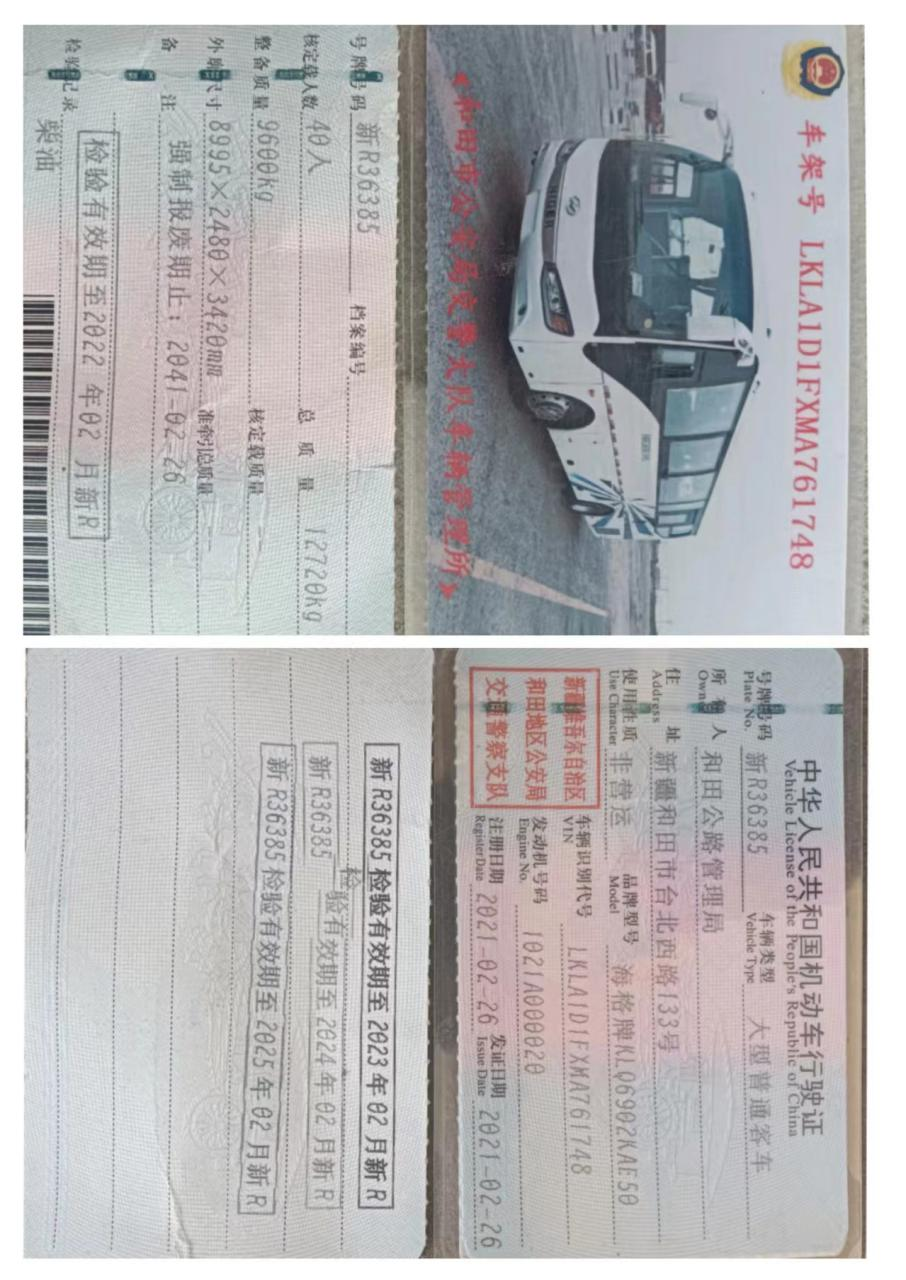 车架号 LKLA1D1FXMA761748
《和田市公安局交警大队车辆管理所》
号牌号码 新R36385 档案编号
核定载人数 40人 总质量 12720kg
整备质量 9600kg 核定载质量
外廓尺寸 8995×2480×3420mm 准牵引总质量 --
备注 强制报废期止:2041-02-26
检验有效期至2022年02月新R
检验记录
柴油
中华人民共和国机动车行驶证
Vehicle License of the People's Republic of China
号牌号码 新R36385 车辆类型 大型普通客车
Plate No. Vehicle Type
所有人 和田公路管理局
Owner
住址 新疆和田市台北西路133号
Address
使用性质 非营运 品牌型号 海格牌KLQ6902KAE50
Use Character Model
新疆维吾尔自治区
和田地区公安局
交通警察支队
车辆识别代号 LKLA1D1FXMA761748
VIN
发动机号码 1021A000020
Engine No.
注册日期 2021-02-26 发证日期 2021-02-26
Register Date Issue Date
新R36385检验有效期至2023年02月新R
新R36385检验有效期至2024年02月新R
新R36385检验有效期至2025年02月新R